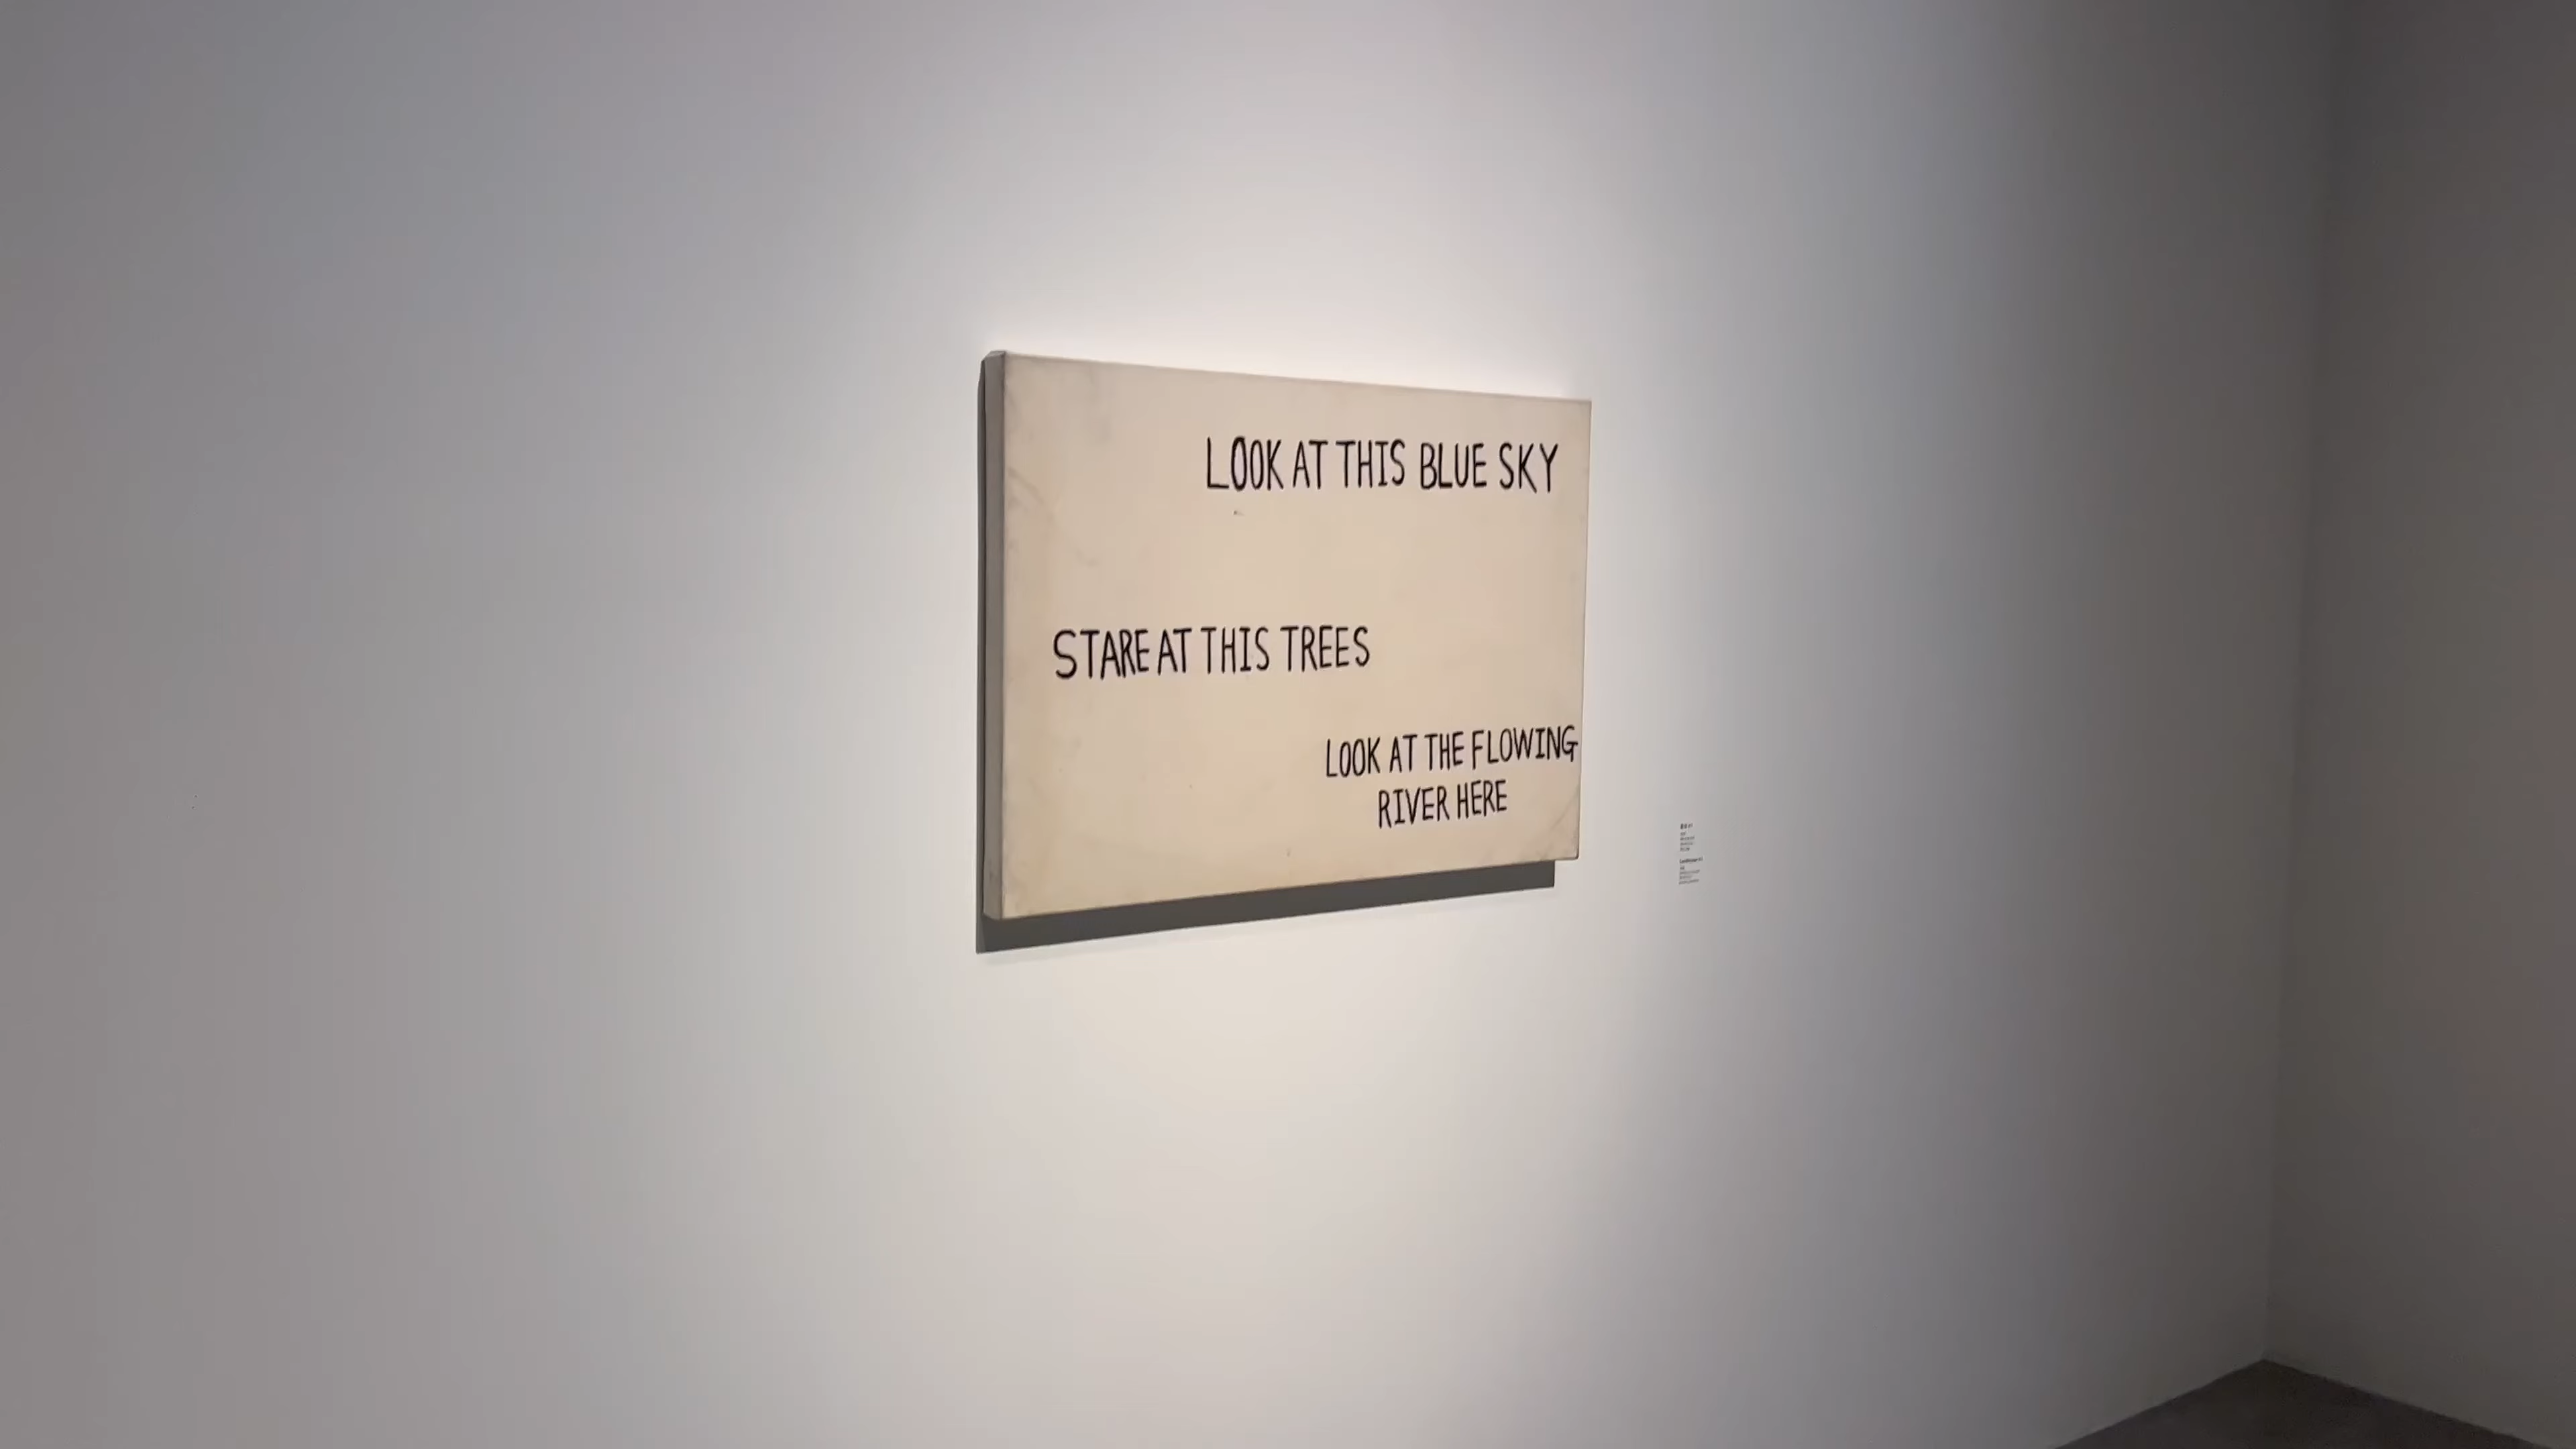 LOOK AT THIS BLUE SKY
STARE AT THIS TREES
LOOK AT THE FLOWING
RIVER HERE